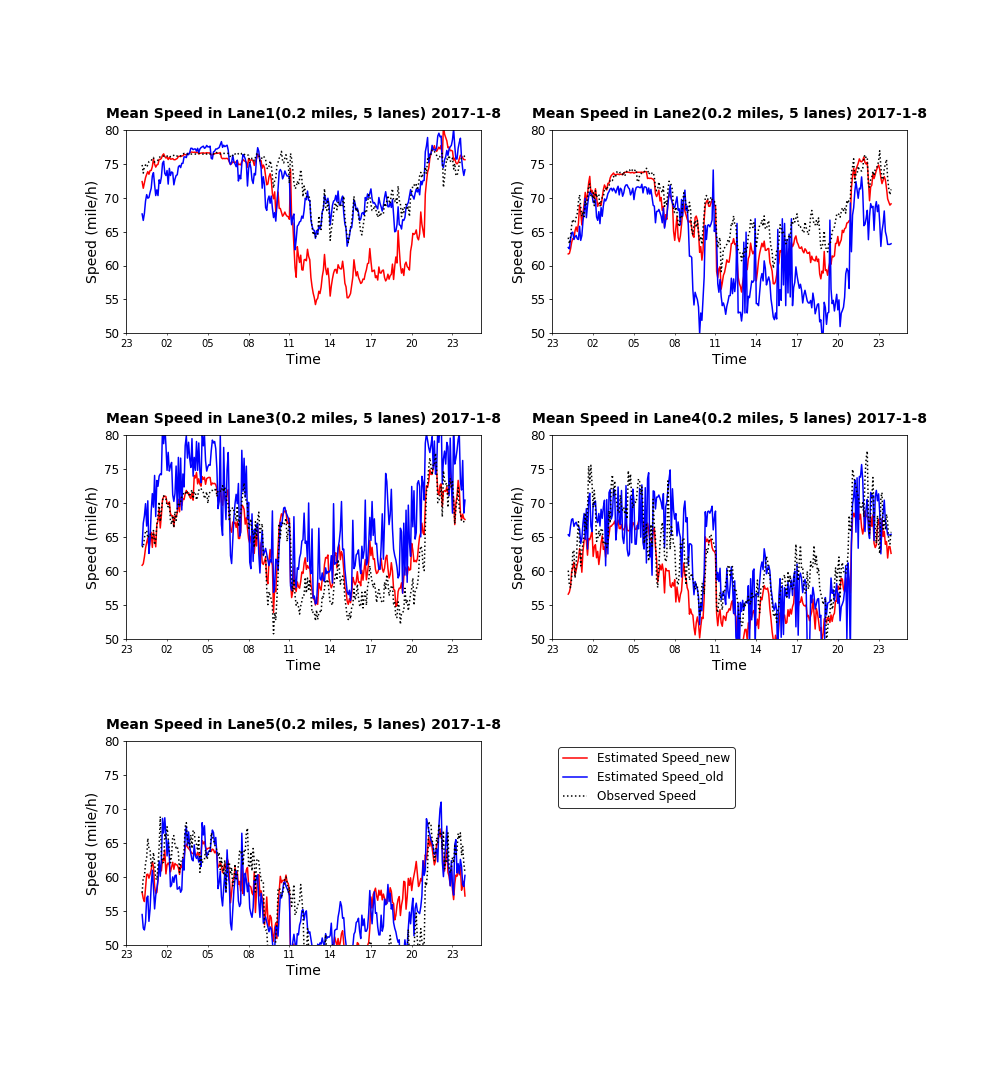 Mean Speed in Lane1(0.2 miles, 5 lanes) 2017-1-8
80
75
70
65
60
55
50
Speed (mile/h)
23 02 05 08 11 14 17 20 23
Time
Mean Speed in Lane2(0.2 miles, 5 lanes) 2017-1-8
80
75
70
65
60
55
50
Speed (mile/h)
23 02 05 08 11 14 17 20 23
Time
Mean Speed in Lane3(0.2 miles, 5 lanes) 2017-1-8
80
75
70
65
60
55
50
Speed (mile/h)
23 02 05 08 11 14 17 20 23
Time
Mean Speed in Lane4(0.2 miles, 5 lanes) 2017-1-8
80
75
70
65
60
55
50
Speed (mile/h)
23 02 05 08 11 14 17 20 23
Time
Mean Speed in Lane5(0.2 miles, 5 lanes) 2017-1-8
80
75
70
65
60
55
50
Speed (mile/h)
23 02 05 08 11 14 17 20 23
Time
Estimated Speed_new
Estimated Speed_old
Observed Speed